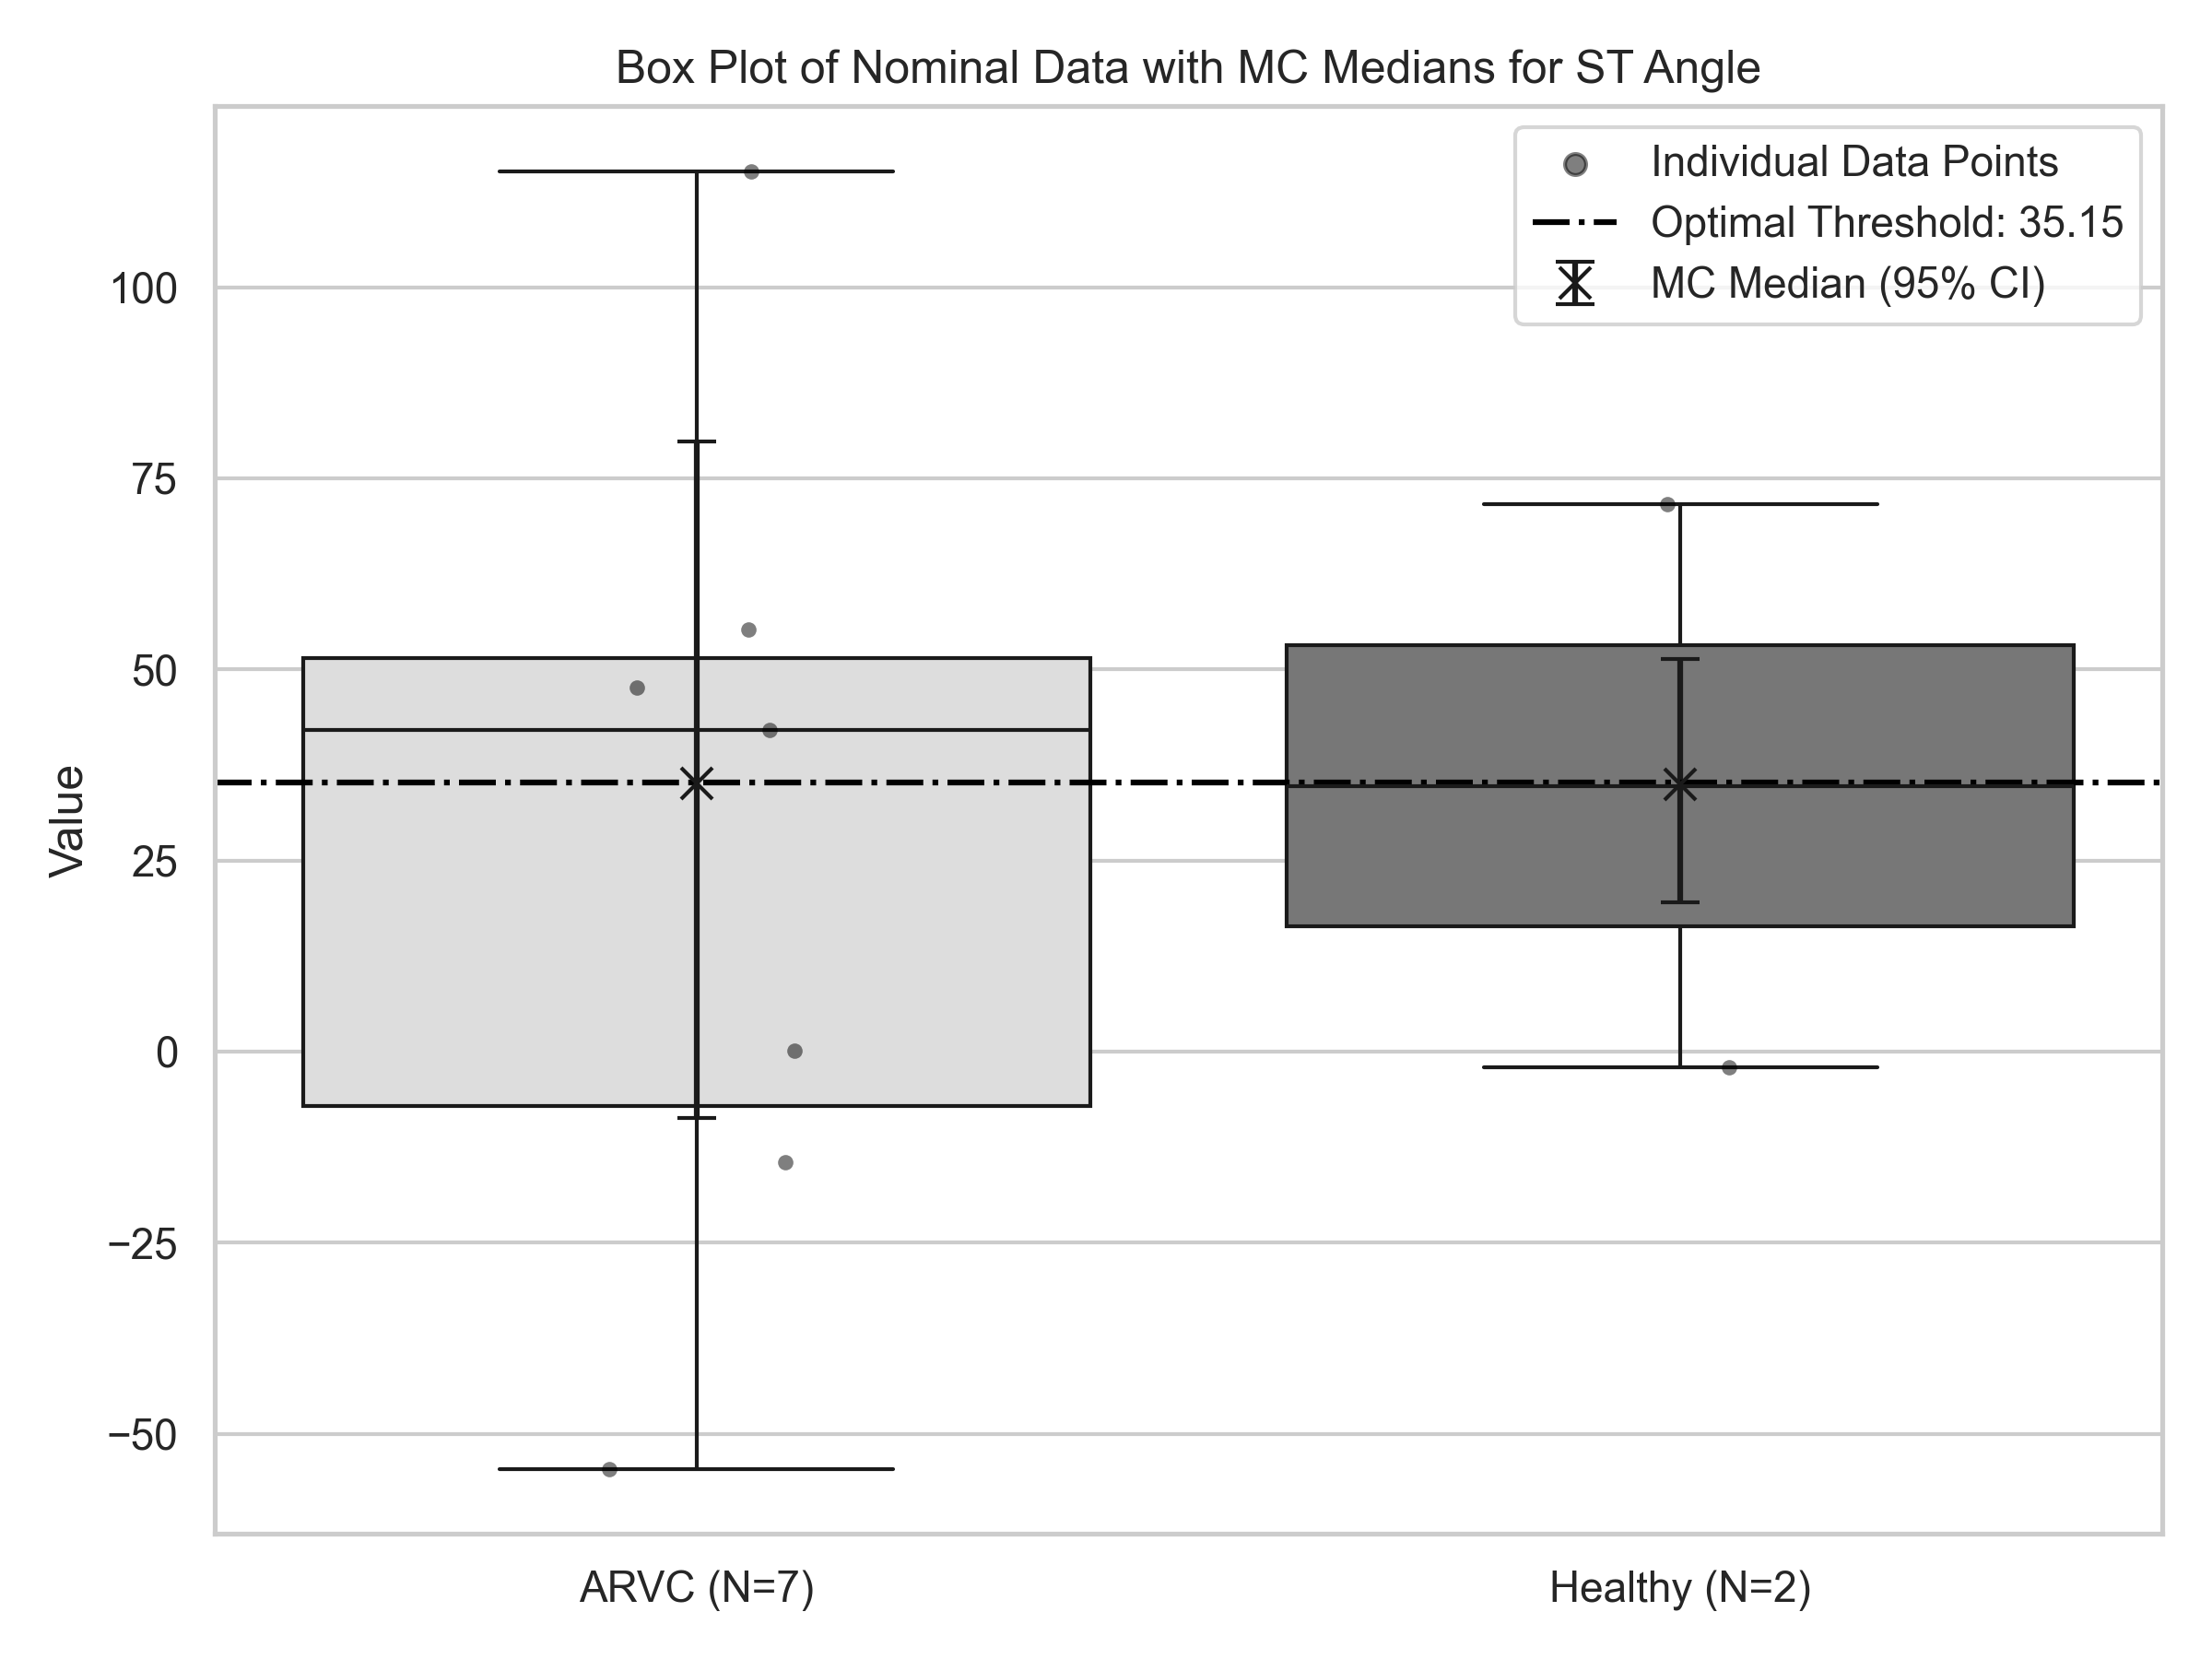 Box Plot of Nominal Data with MC Medians for ST Angle
Individual Data Points
Optimal Threshold: 35.15
MC Median (95% CI)
Value
100
75
50
25
0
−25
−50
ARVC (N=7)
Healthy (N=2)